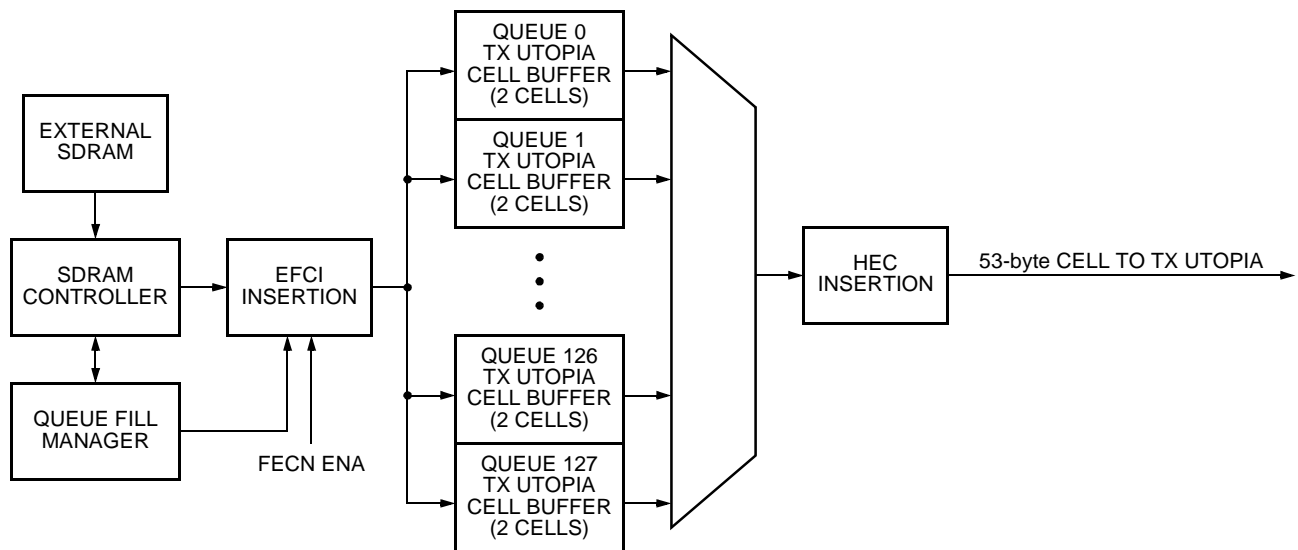 EXTERNAL
SDRAM
SDRAM
CONTROLLER
QUEUE FILL
MANAGER
EFCI
INSERTION
FECN ENA
QUEUE 0
TX UTOPIA
CELL BUFFER
(2 CELLS)
QUEUE 1
TX UTOPIA
CELL BUFFER
(2 CELLS)
QUEUE 126
TX UTOPIA
CELL BUFFER
(2 CELLS)
QUEUE 127
TX UTOPIA
CELL BUFFER
(2 CELLS)
HEC
INSERTION
53-byte CELL TO TX UTOPIA